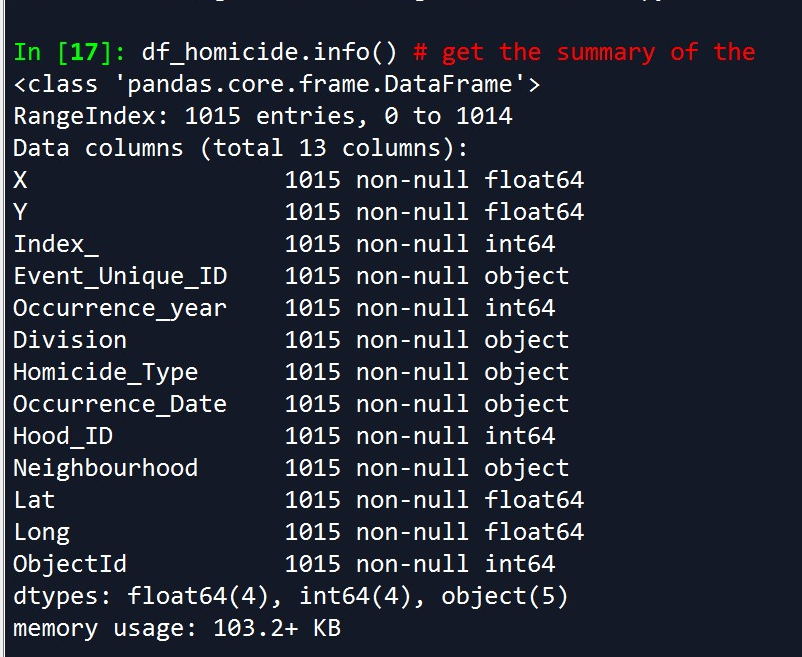 In [17]: df_homicide.info() # get the summary of the
<class 'pandas.core.frame.DataFrame'>
RangeIndex: 1015 entries, 0 to 1014
Data columns (total 13 columns):
X                  1015 non-null float64
Y                  1015 non-null float64
Index_             1015 non-null int64
Event_Unique_ID    1015 non-null object
Occurrence_year    1015 non-null int64
Division           1015 non-null object
Homicide_Type      1015 non-null object
Occurrence_Date    1015 non-null object
Hood_ID            1015 non-null int64
Neighbourhood      1015 non-null object
Lat                1015 non-null float64
Long               1015 non-null float64
ObjectId           1015 non-null int64
dtypes: float64(4), int64(4), object(5)
memory usage: 103.2+ KB